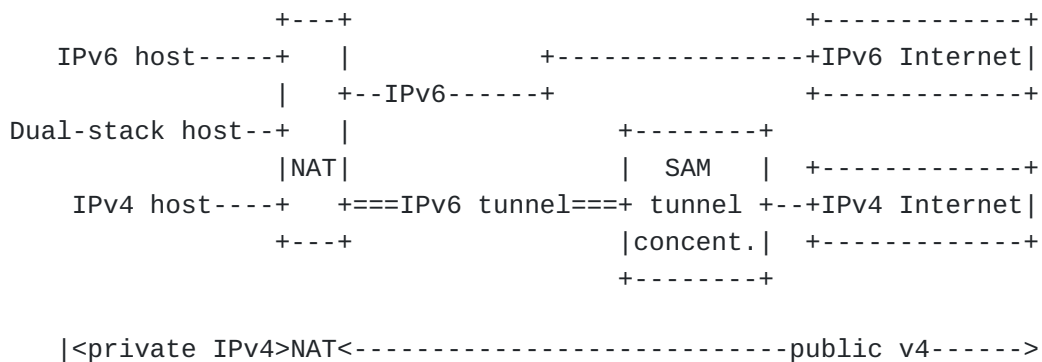 +---+                          +-------------+
   IPv6 host-----+   |           +----------------+IPv6 Internet|
                |   +--IPv6------+               +-------------+
Dual-stack host--+   |                +--------+
                |NAT|                |  SAM   |  +-------------+
    IPv4 host----+   +===IPv6 tunnel===+ tunnel +--+IPv4 Internet|
                +---+                |concent.|  +-------------+
                                     +--------+
   |<private IPv4>NAT<----------------------------public v4------>